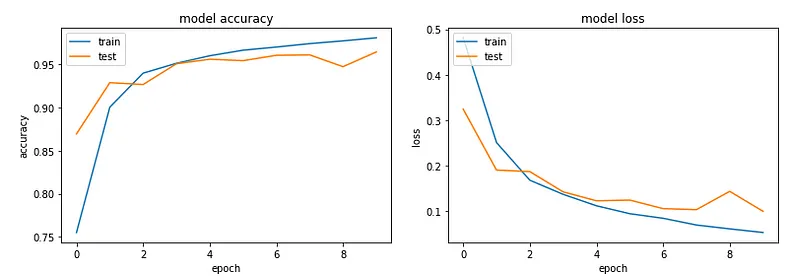 model accuracy
train
test
0.95
0.90
0.85
0.80
0.75
accuracy
0 2 4 6 8
epoch
model loss
train
test
0.5
0.4
0.3
0.2
0.1
loss
0 2 4 6 8
epoch